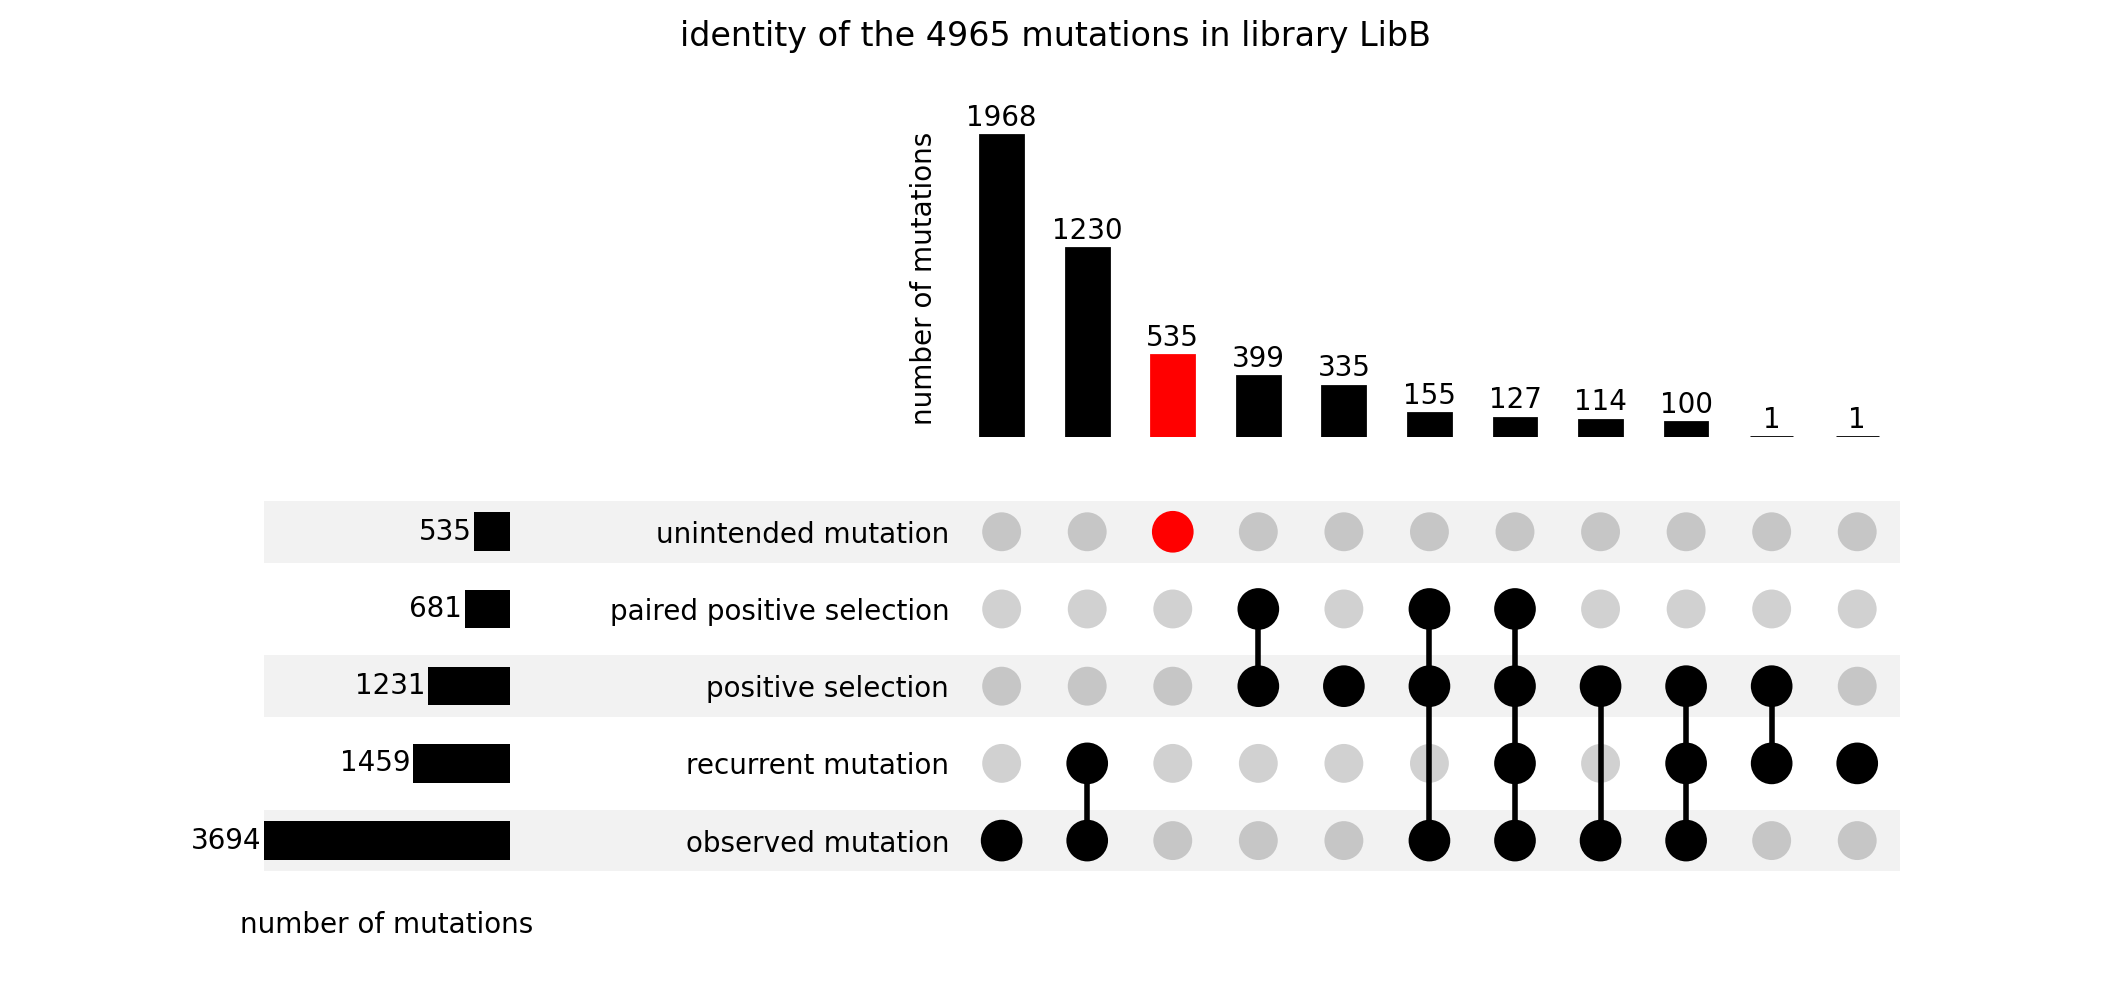 identity of the 4965 mutations in library LibB
number of mutations
1968
1230
535
399
335
155
127
114
100
1
1
535
unintended mutation
681
paired positive selection
1231
positive selection
1459
recurrent mutation
3694
observed mutation
number of mutations